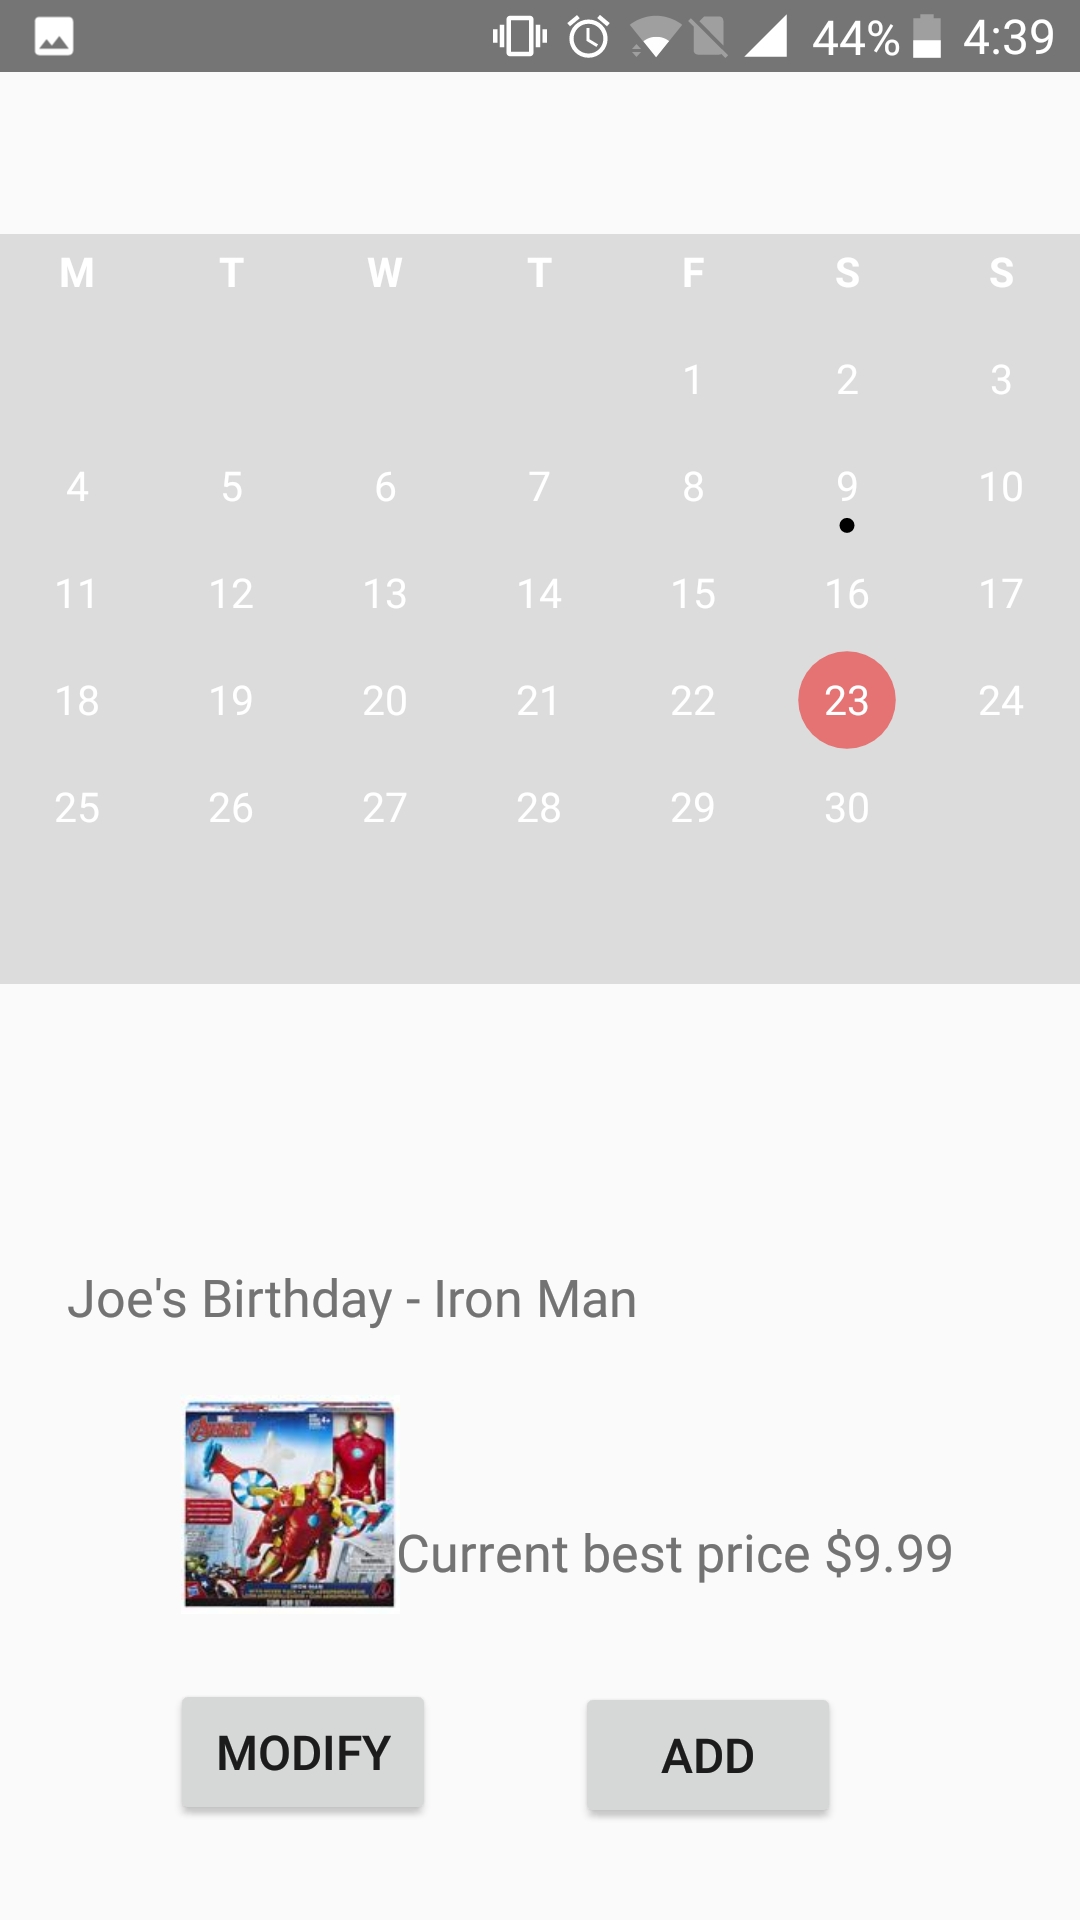 44% 4:39
M T W T F S S
1 2 3
4 5 6 7 8 9 10
11 12 13 14 15 16 17
18 19 20 21 22 23 24
25 26 27 28 29 30
Joe's Birthday - Iron Man
AVENGERS
IRON MAN
Current best price $9.99
MODIFY ADD